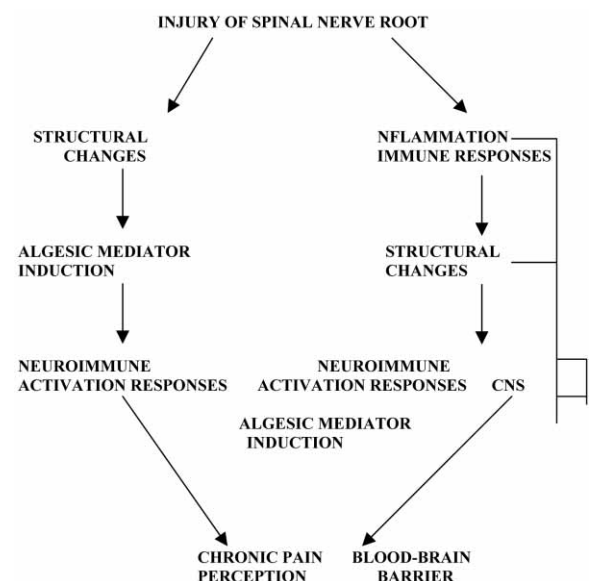 INJURY OF SPINAL NERVE ROOT
STRUCTURAL
CHANGES
NFLAMMATION
IMMUNE RESPONSES
ALGESIC MEDIATOR
INDUCTION
STRUCTURAL
CHANGES
NEUROIMMUNE
ACTIVATION RESPONSES
NEUROIMMUNE
ACTIVATION RESPONSES CNS
ALGESIC MEDIATOR
INDUCTION
CHRONIC PAIN
PERCEPTION
BLOOD-BRAIN
BARRIER